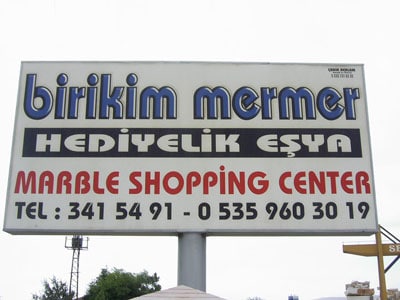 birikim mermer
HEDİYELİK EŞYA
MARBLE SHOPPING CENTER
TEL : 341 54 91 - 0 535 960 30 19